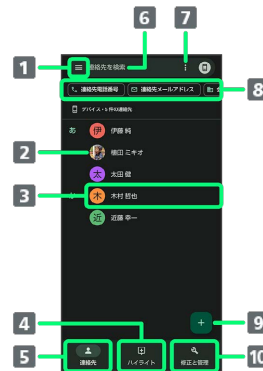 6
7
1
連絡先を検索
8
連絡先電話番号
連絡先メールアドレス
デバイス・5 件の連絡先
あ
伊
伊藤 純
2
植田 ミキオ
太
太田 健
3
木
木村 哲也
近
近藤 幸一
4
+
9
5
連絡先
ハイライト
修正と管理
10